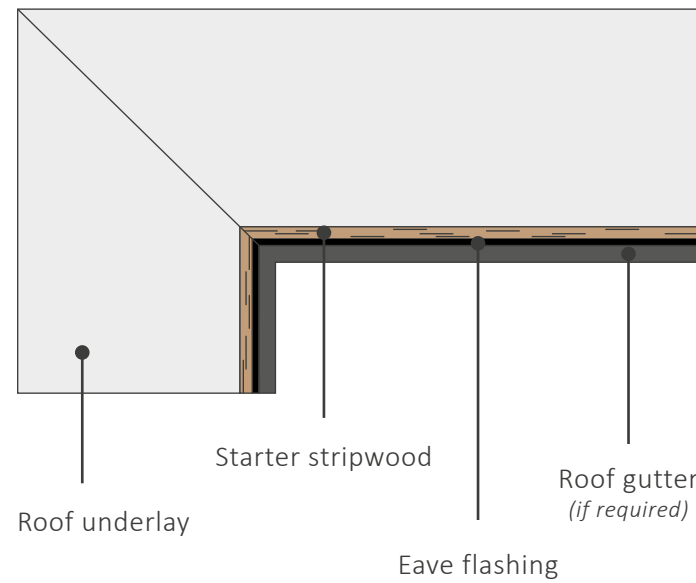 Starter stripwood
Roof gutter
(if required)
Roof underlay
Eave flashing